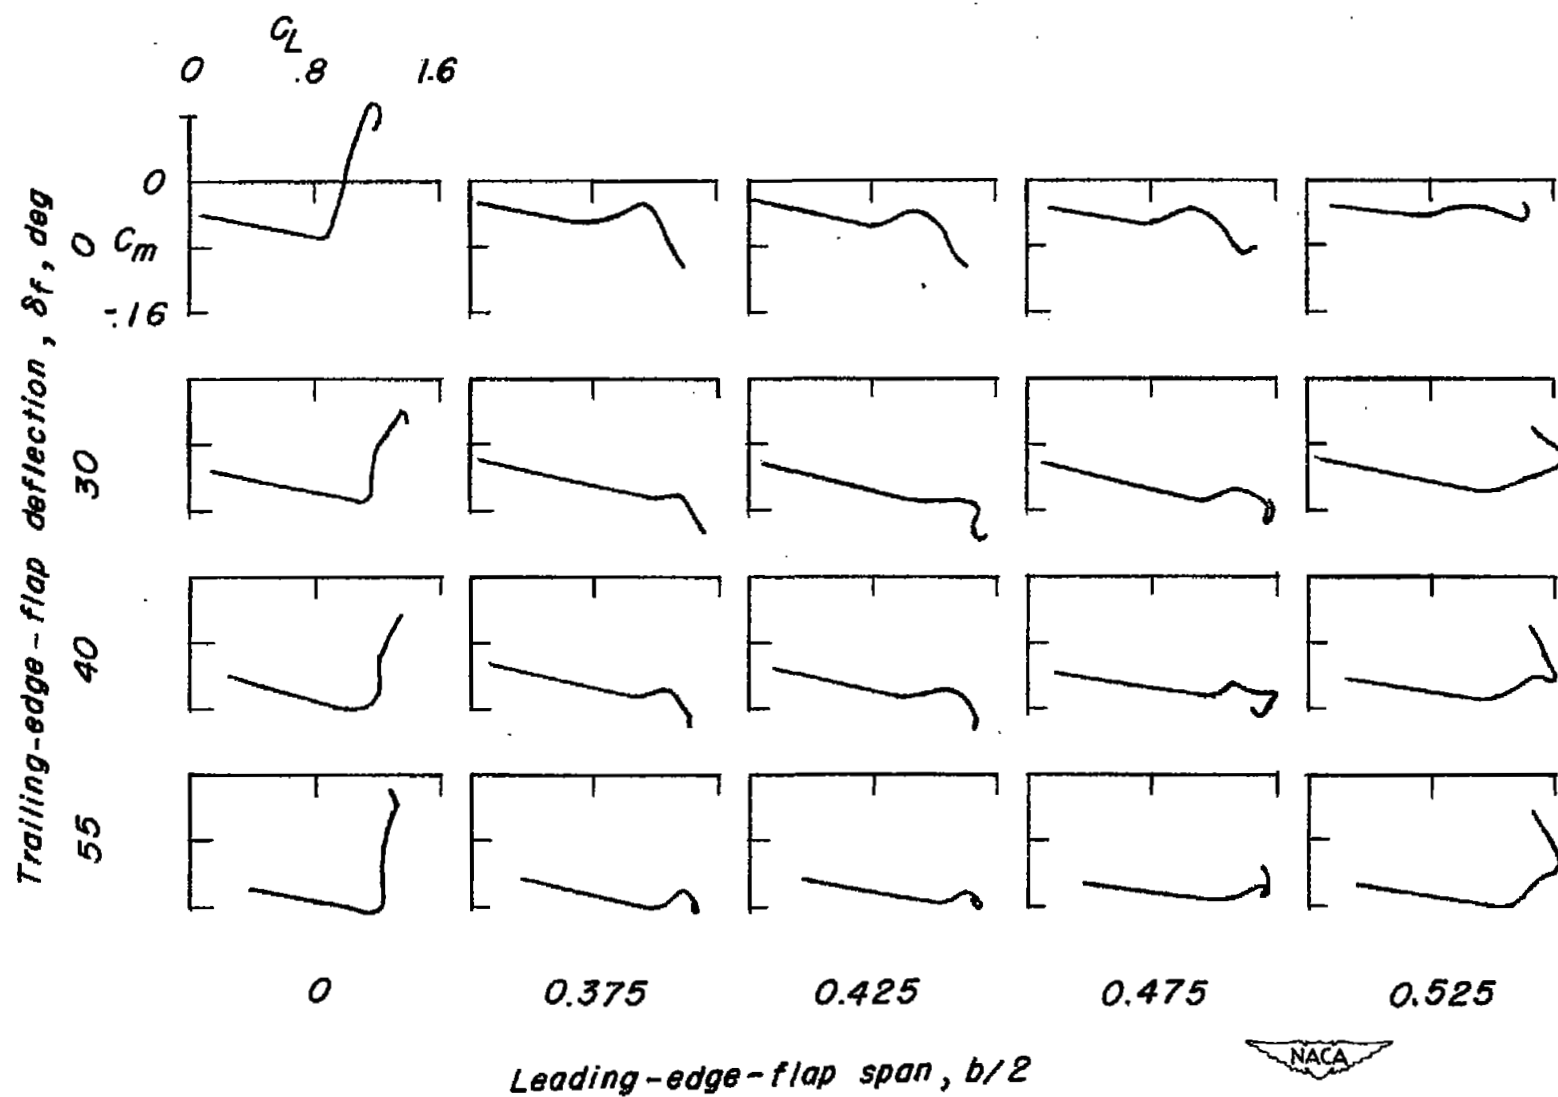 C_L
0 .8 1.6
0
C_m
-.16
Trailing-edge-flap deflection, δf, deg
0
30
40
55
0 0.375 0.425 0.475 0.525
Leading-edge-flap span, b/2
NACA